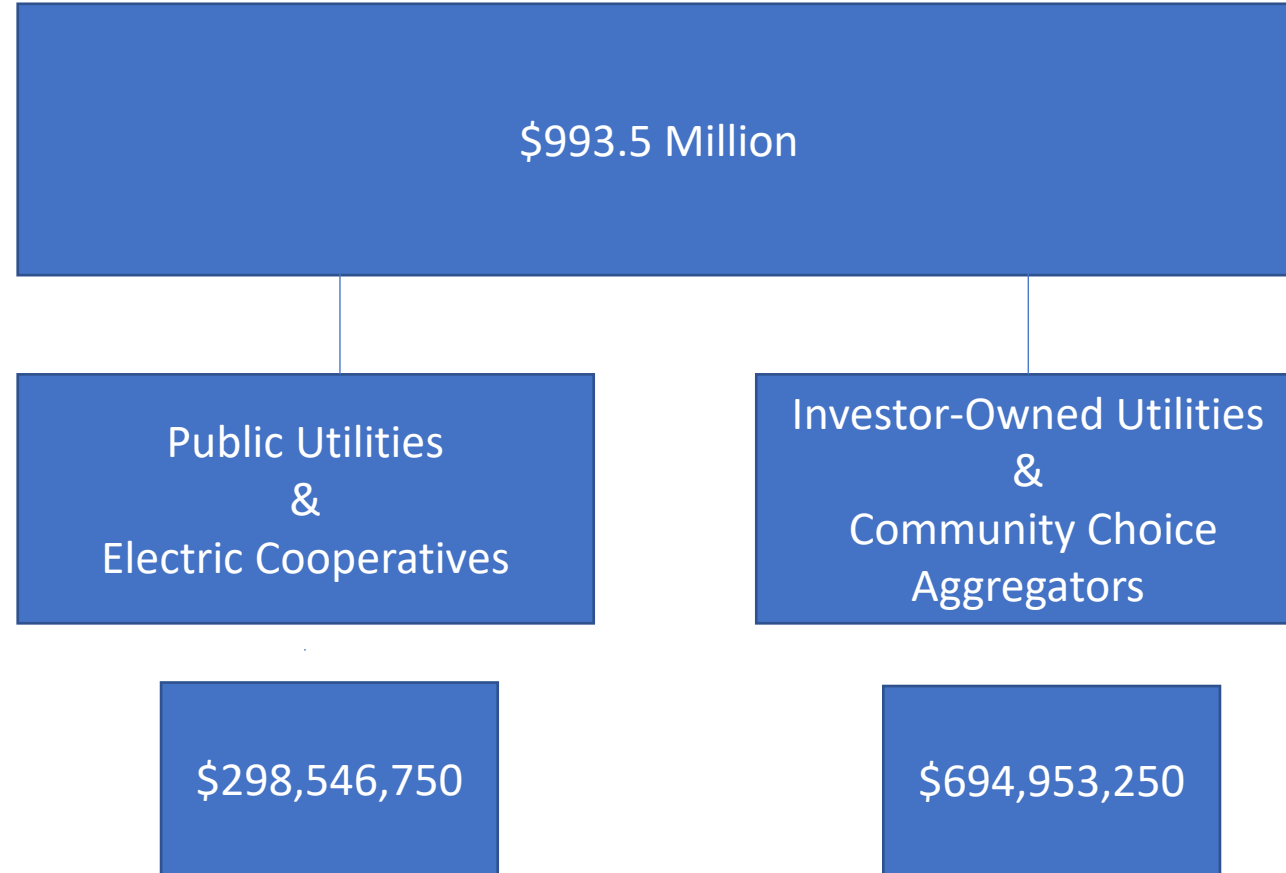 $993.5 Million
Public Utilities
&
Electric Cooperatives
Investor-Owned Utilities
&
Community Choice
Aggregators
$298,546,750
$694,953,250